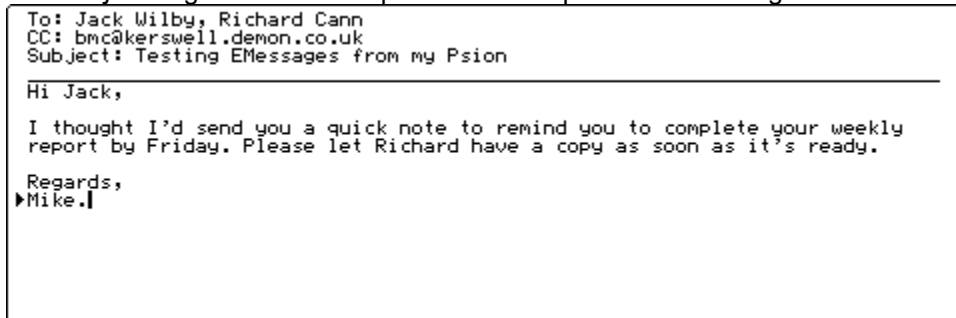 To: Jack Wilby, Richard Cann
CC: bmc@kerswell.demon.co.uk
Subject: Testing EMessages from my Psion
Hi Jack,
I thought I'd send you a quick note to remind you to complete your weekly
report by Friday. Please let Richard have a copy as soon as it's ready.
Regards,
Mike.